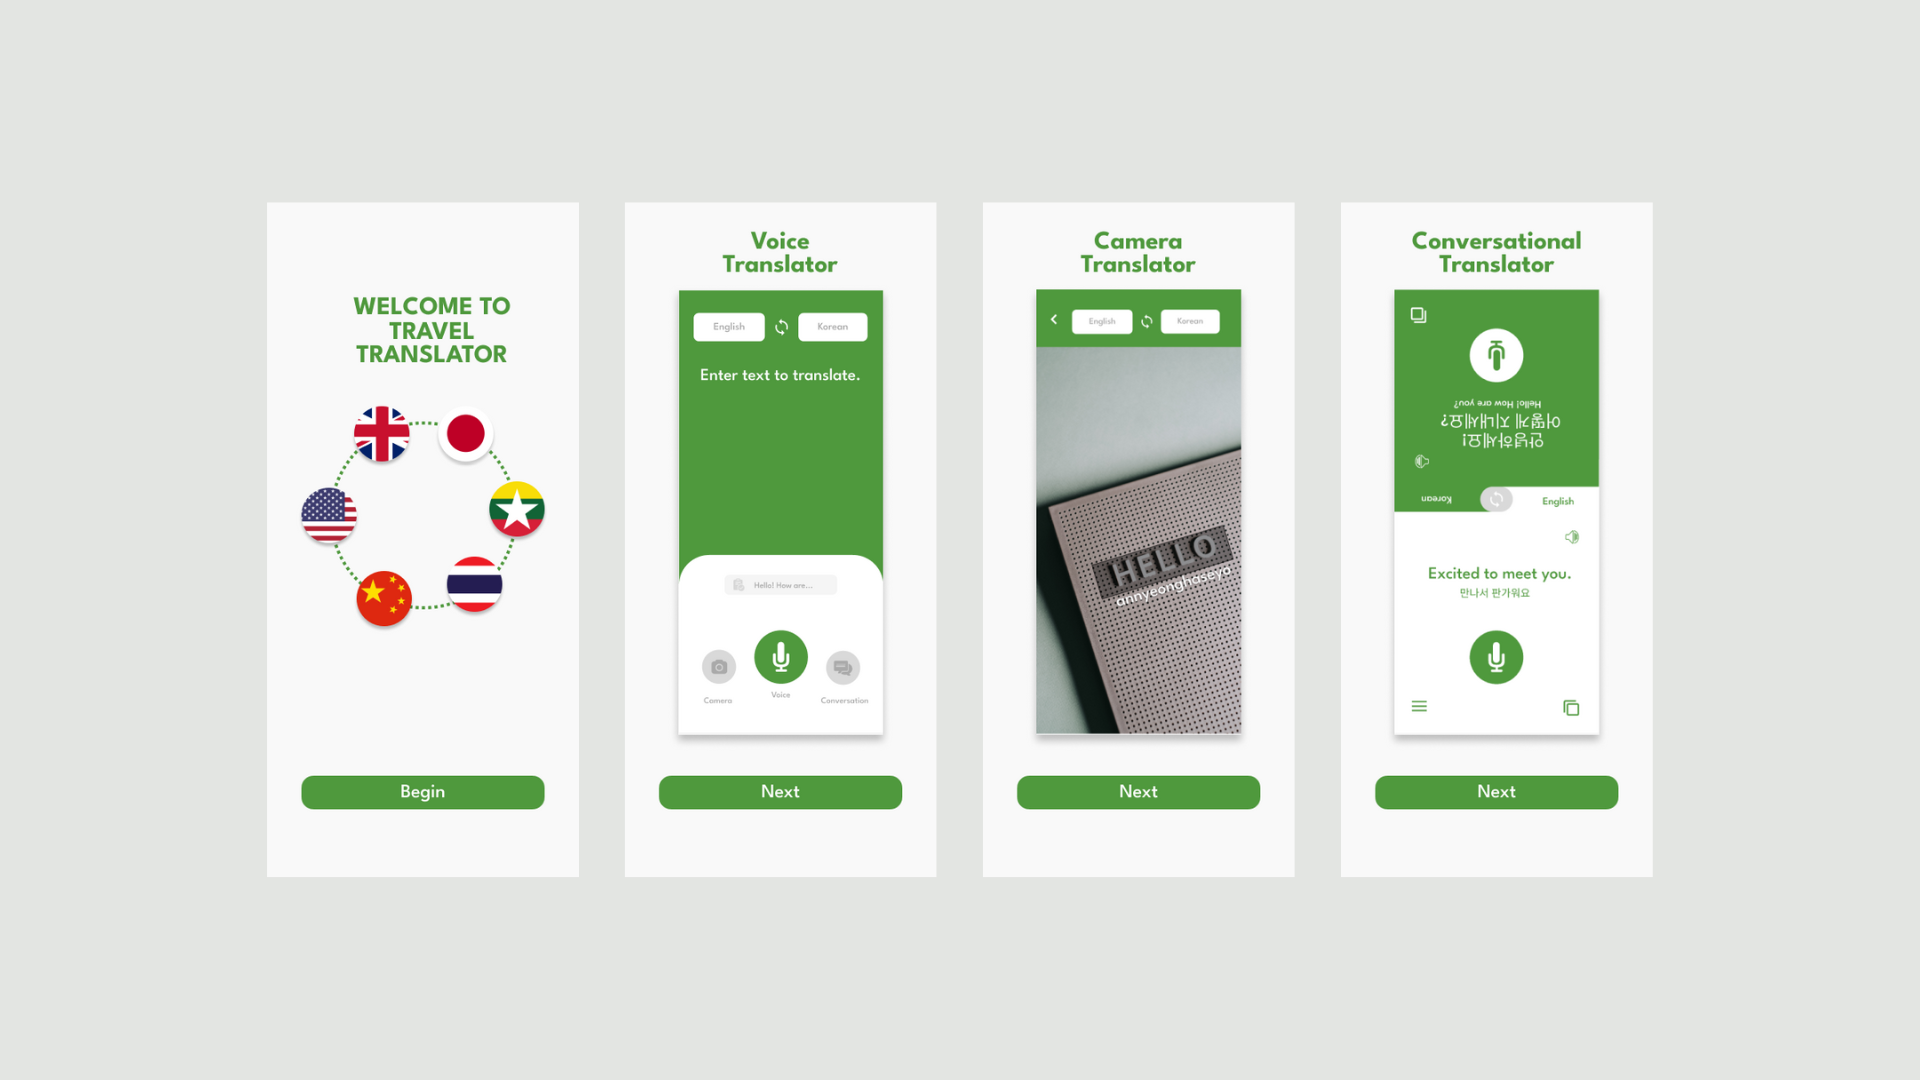 WELCOME TO
TRAVEL
TRANSLATOR
Begin
Voice
Translator
English
Korean
Enter text to translate.
Hello! How are...
Camera
Voice
Conversation
Next
Camera
Translator
English
Korean
HELLO
annyeonghaseyo
Next
Conversational
Translator
안녕하세요!
어떻게 지내세요?
Hello! How are you?
Korean
English
Excited to meet you.
만나서 판가워요
Next